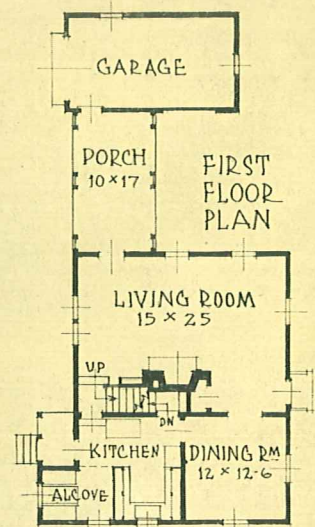 GARAGE
PORCH
10 x 17
FIRST
FLOOR
PLAN
LIVING ROOM
15 x 25
UP
DN
KITCHEN
DINING RM
12 x 12-6
ALCOVE